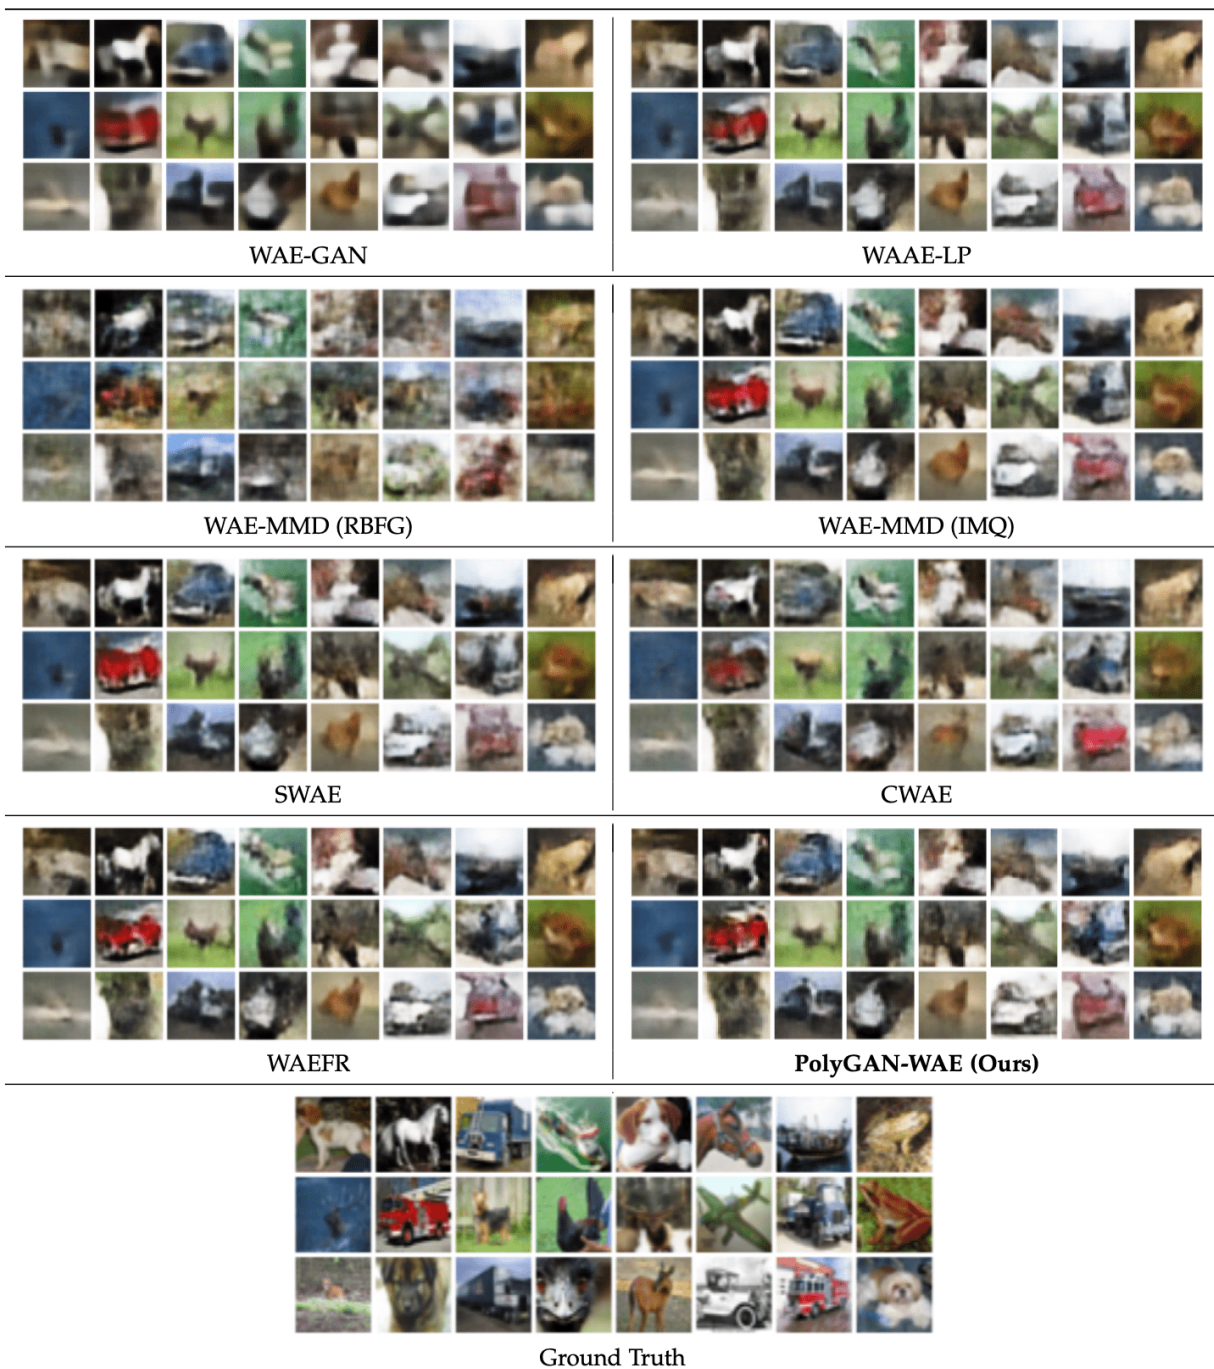 WAE-GAN
WAAE-LP
WAE-MMD (RBFG)
WAE-MMD (IMQ)
SWAE
CWAE
WAEFR
PolyGAN-WAE (Ours)
Ground Truth